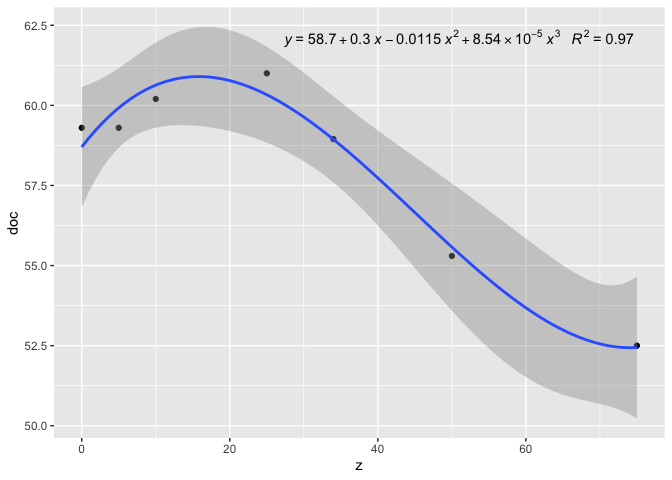 y = 58.7 + 0.3 x − 0.0115 x² + 8.54 × 10⁻⁵ x³   R² = 0.97
62.5
60.0
57.5
55.0
52.5
50.0
doc
0 20 40 60
z